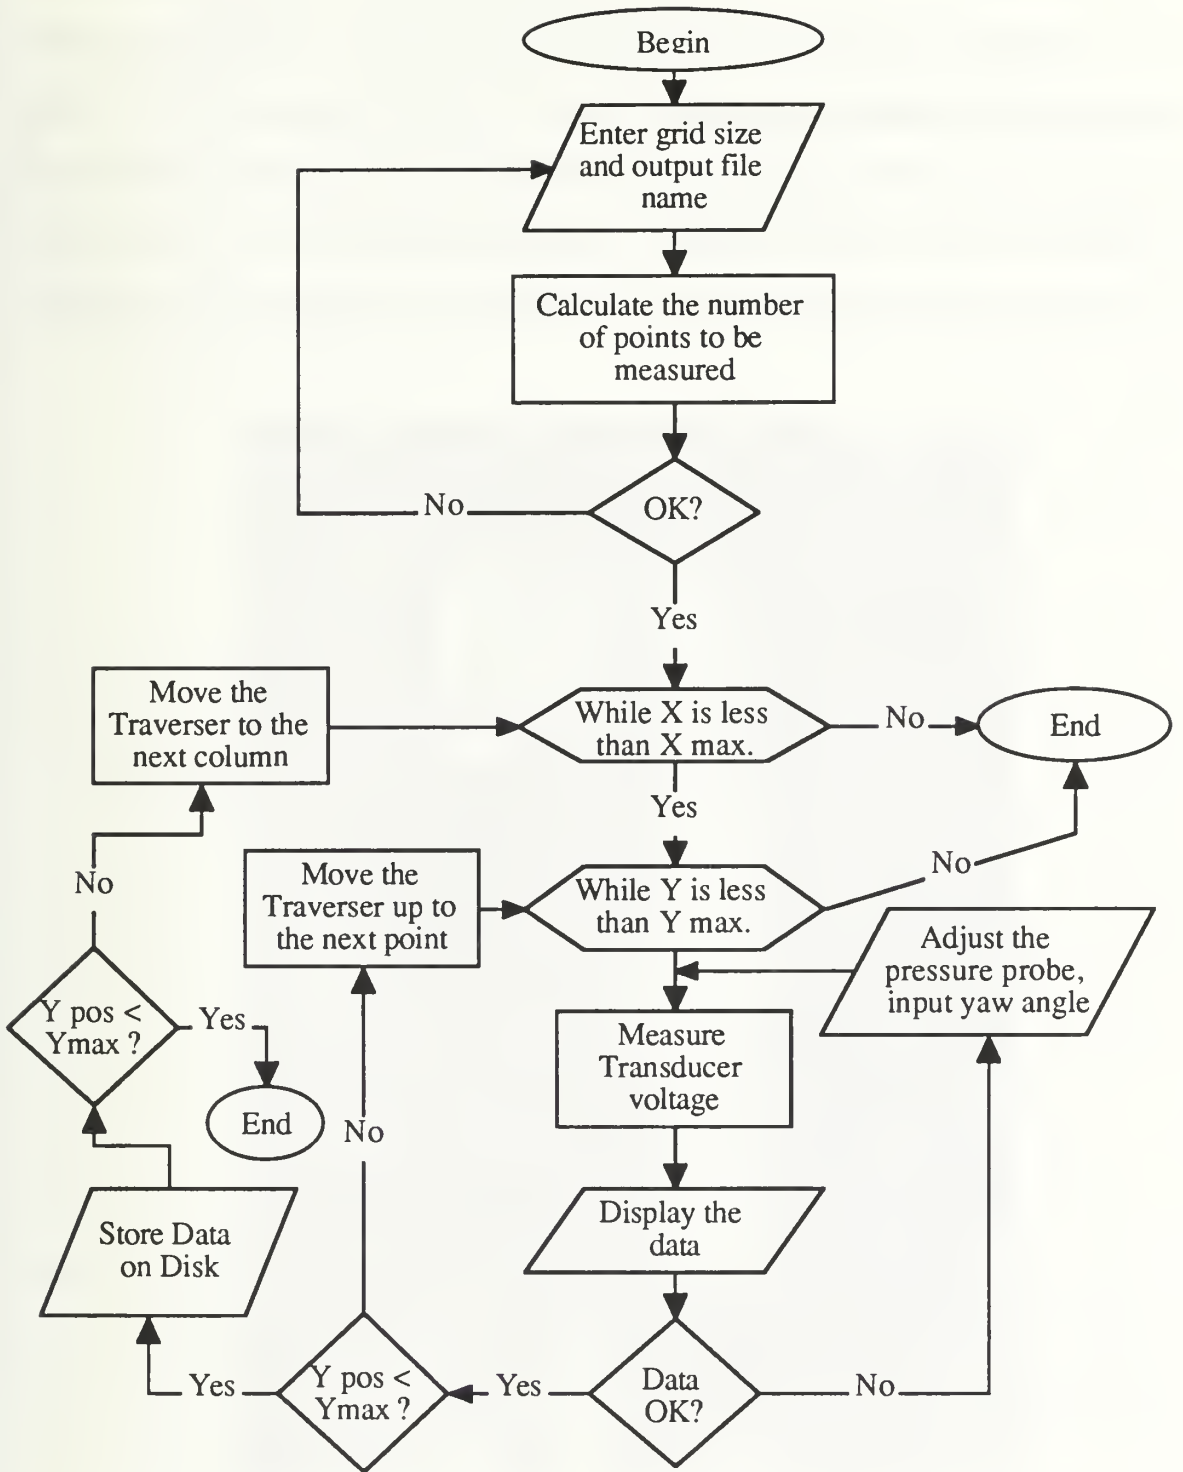 Begin
Enter grid size
and output file
name
Calculate the number
of points to be
measured
OK?
No
Yes
Move the
Traverser to the
next column
While X is less
than X max.
No
End
Yes
Move the
Traverser up to
the next point
While Y is less
than Y max.
No
Adjust the
pressure probe,
input yaw angle
No
Y pos <
Ymax ?
Yes
End
Measure
Transducer
voltage
No
Store Data
on Disk
Display the
data
Yes
Y pos <
Ymax ?
Yes
Data
OK?
No